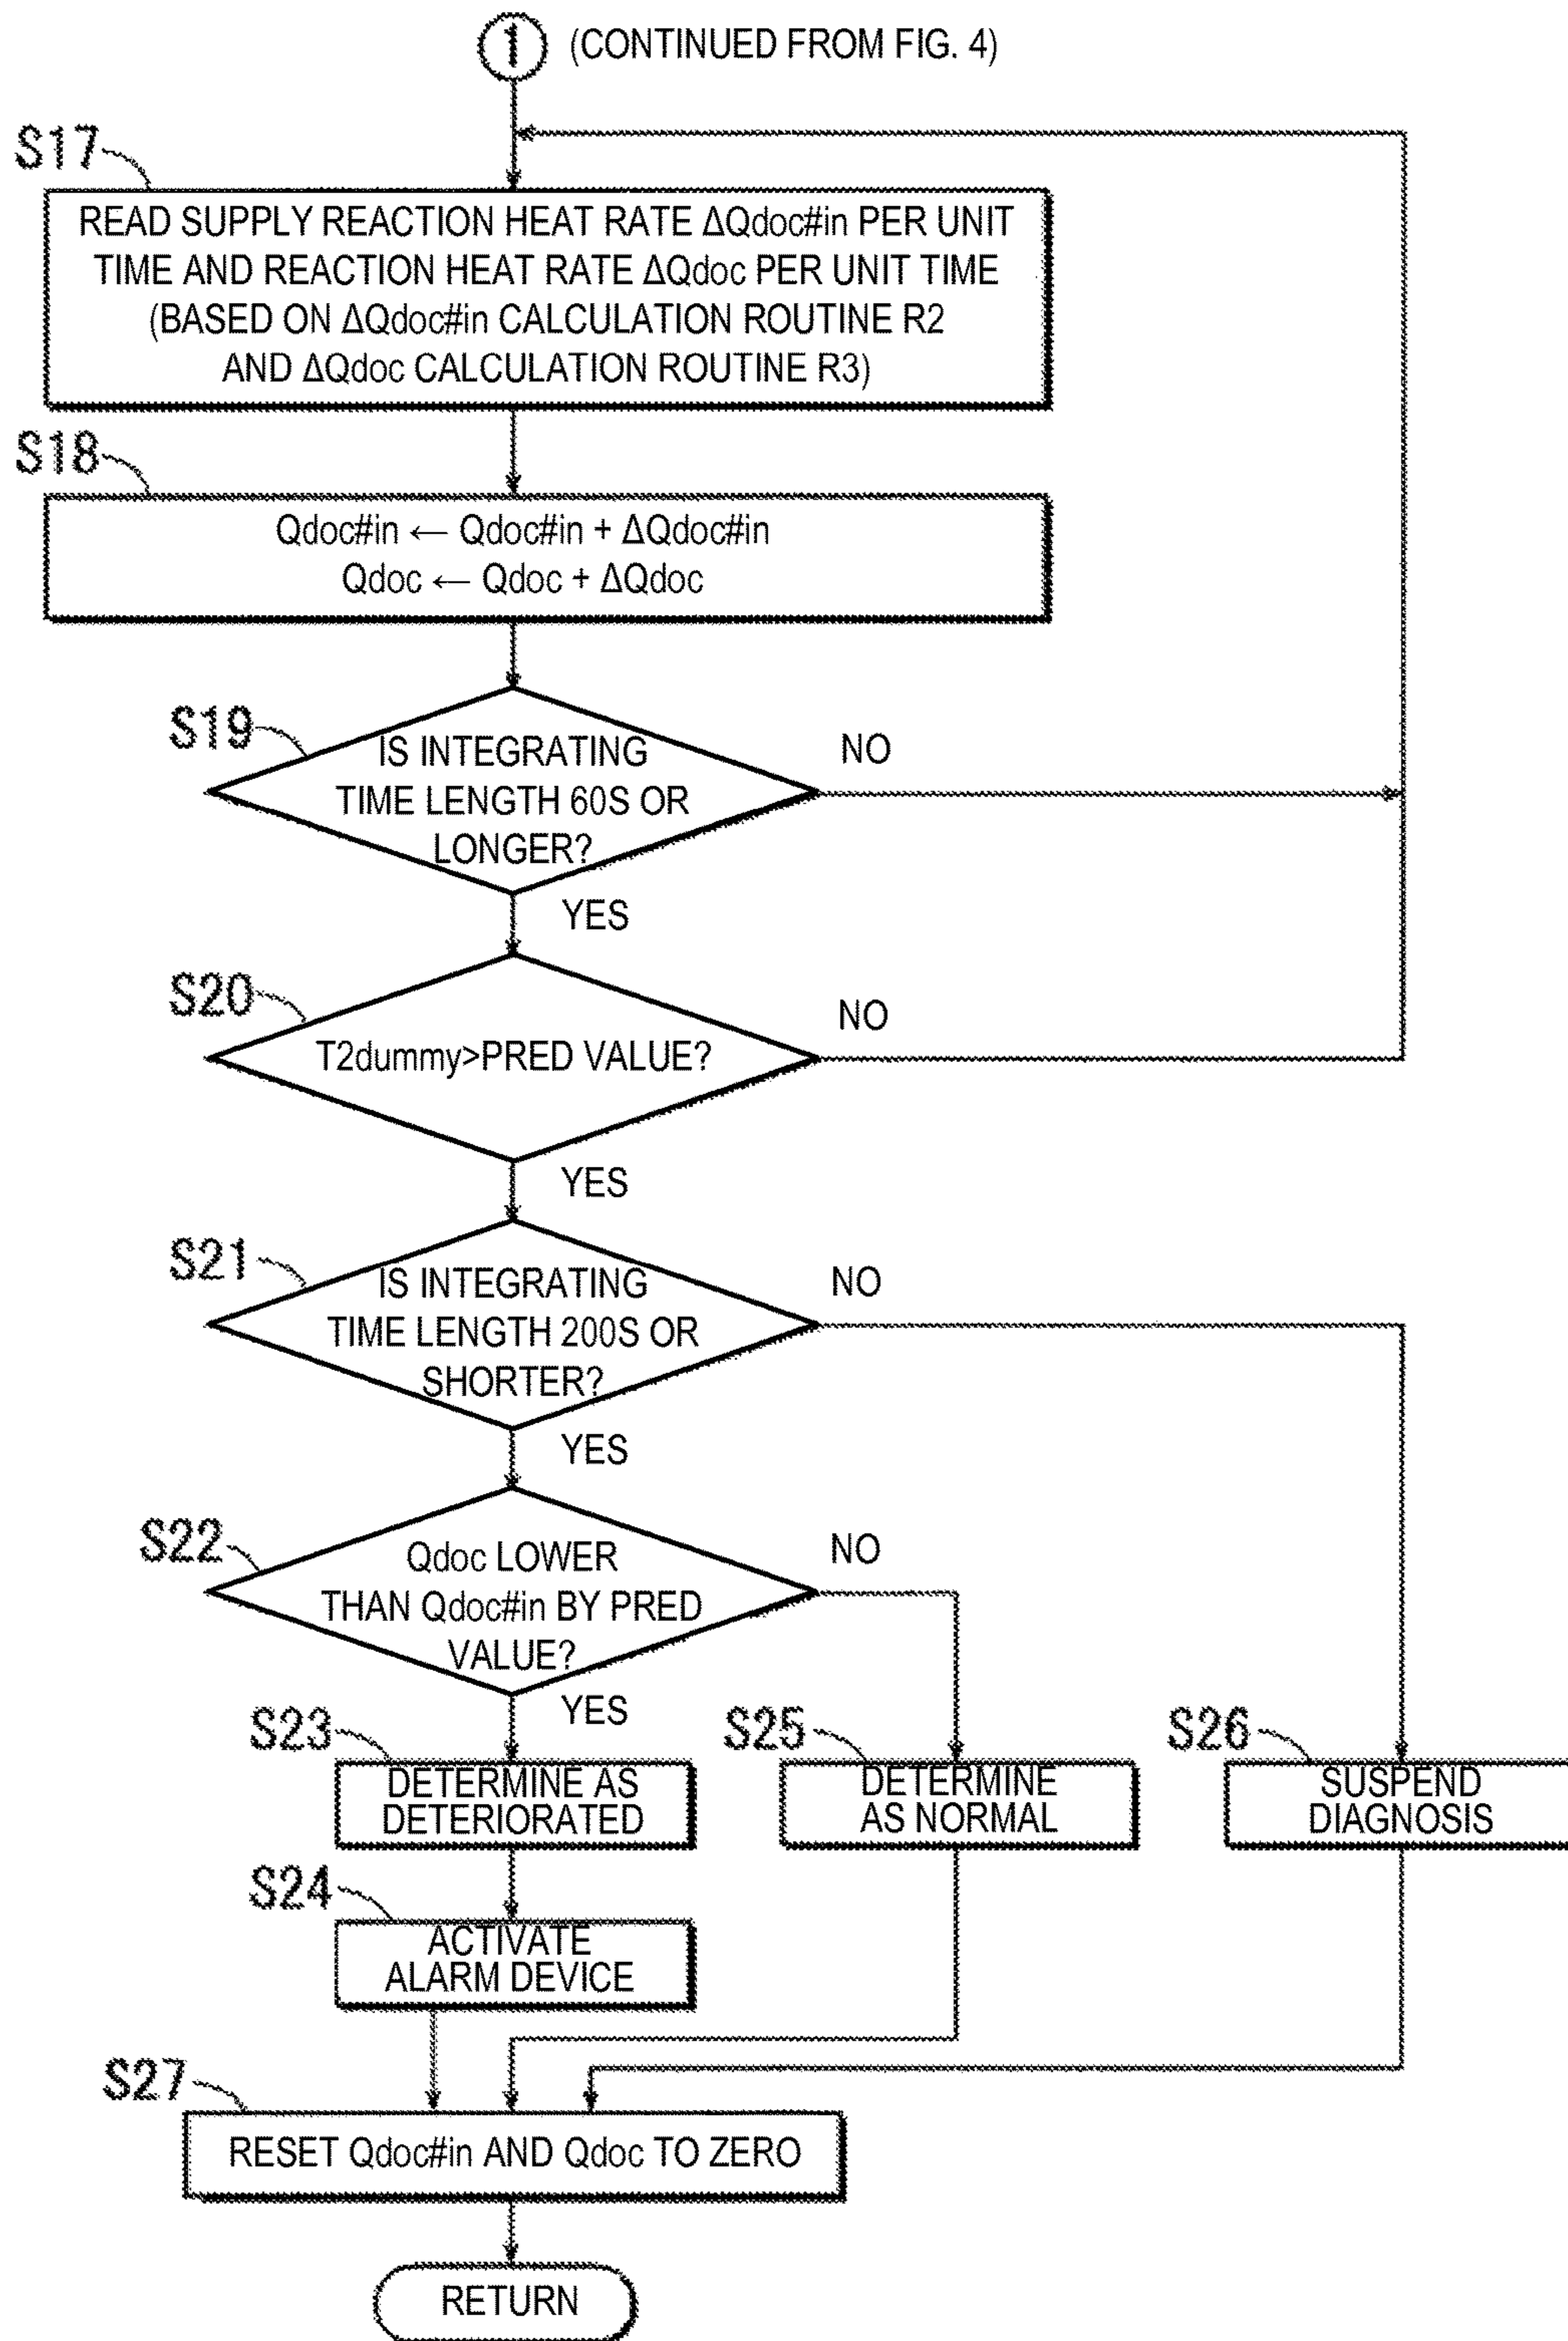 1 (CONTINUED FROM FIG. 4)
S17
READ SUPPLY REACTION HEAT RATE ΔQdoc#in PER UNIT
TIME AND REACTION HEAT RATE ΔQdoc PER UNIT TIME
(BASED ON ΔQdoc#in CALCULATION ROUTINE R2
AND ΔQdoc CALCULATION ROUTINE R3)
S18
Qdoc#in ← Qdoc#in + ΔQdoc#in
Qdoc ← Qdoc + ΔQdoc
S19
IS INTEGRATING
TIME LENGTH 60S OR
LONGER?
NO
YES
S20
T2dummy>PRED VALUE?
NO
YES
S21
IS INTEGRATING
TIME LENGTH 200S OR
SHORTER?
NO
YES
S22
Qdoc LOWER
THAN Qdoc#in BY PRED
VALUE?
NO
YES
S23
DETERMINE AS
DETERIORATED
S25
DETERMINE
AS NORMAL
S26
SUSPEND
DIAGNOSIS
S24
ACTIVATE
ALARM DEVICE
S27
RESET Qdoc#in AND Qdoc TO ZERO
RETURN